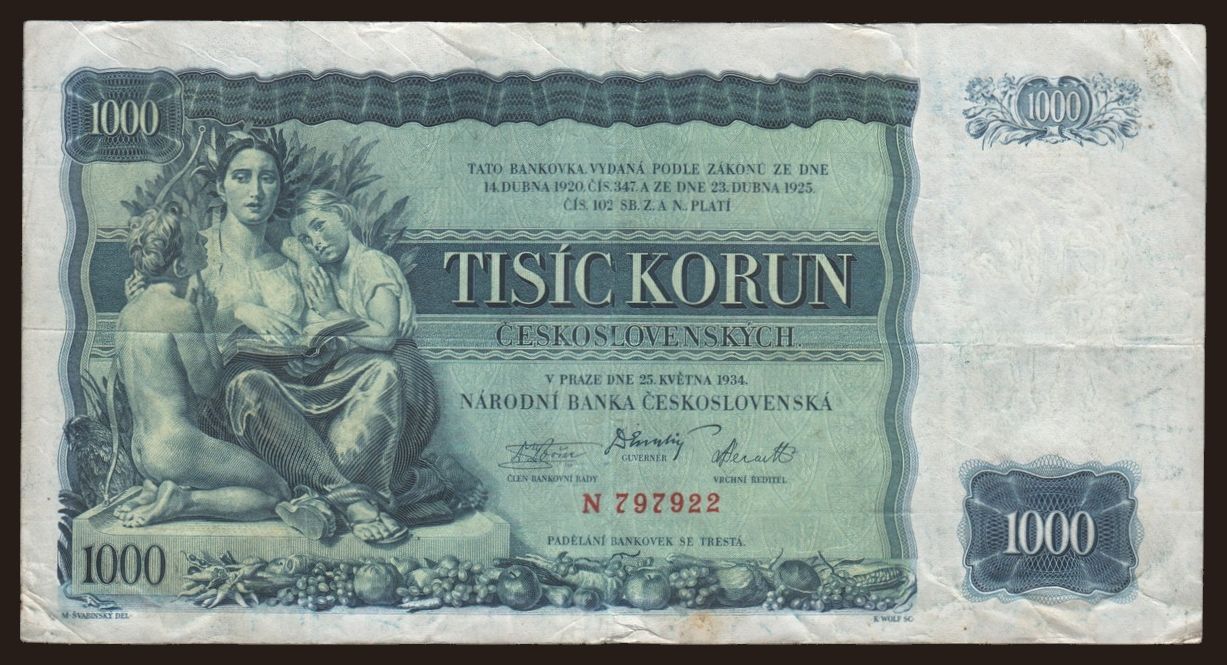 1000
1000
TATO BANKOVKA, VYDANÁ PODLE ZÁKONŮ ZE DNE
14. DUBNA 1920, ČÍS. 347, A ZE DNE 23. DUBNA 1925,
ČÍS. 102 SB. Z. A N., PLATÍ
TISÍC KORUN
ČESKOSLOVENSKÝCH.
V PRAZE DNE 25. KVĚTNA 1934.
NÁRODNÍ BANKA ČESKOSLOVENSKÁ
ČLEN BANKOVNÍ RADY
GUVERNÉR
VRCHNÍ ŘEDITEL
N 797922
PADĚLÁNÍ BANKOVEK SE TRESTÁ.
1000
1000
M. ŠVABINSKÝ DEL.
K. WOLF SC.